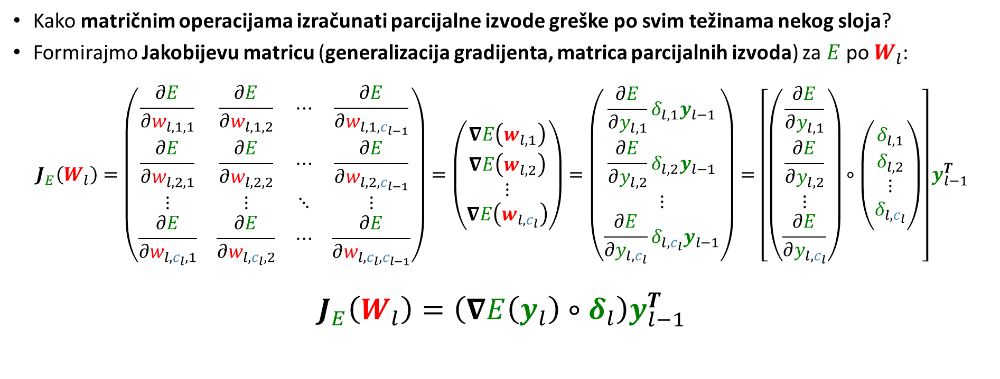 • Kako matričnim operacijama izračunati parcijalne izvode greške po svim težinama nekog sloja?
• Formirajmo Jakobijevu matricu (generalizacija gradijenta, matrica parcijalnih izvoda) za E po W_l:
J_E(W_l) = (∂E/∂w_{l,1,1} ∂E/∂w_{l,1,2} ⋯ ∂E/∂w_{l,1,c_{l−1}} ; ∂E/∂w_{l,2,1} ∂E/∂w_{l,2,2} ⋯ ∂E/∂w_{l,2,c_{l−1}} ; ⋮ ⋮ ⋱ ⋮ ; ∂E/∂w_{l,c_l,1} ∂E/∂w_{l,c_l,2} ⋯ ∂E/∂w_{l,c_l,c_{l−1}}) = (∇E(w_{l,1}) ; ∇E(w_{l,2}) ; ⋮ ; ∇E(w_{l,c_l})) = (∂E/∂y_{l,1} δ_{l,1} y_{l−1} ; ∂E/∂y_{l,2} δ_{l,2} y_{l−1} ; ⋮ ; ∂E/∂y_{l,c_l} δ_{l,c_l} y_{l−1}) = [(∂E/∂y_{l,1} ; ∂E/∂y_{l,2} ; ⋮ ; ∂E/∂y_{l,c_l}) ∘ (δ_{l,1} ; δ_{l,2} ; ⋮ ; δ_{l,c_l})] y_{l−1}^T
J_E(W_l) = (∇E(y_l) ∘ δ_l) y_{l−1}^T